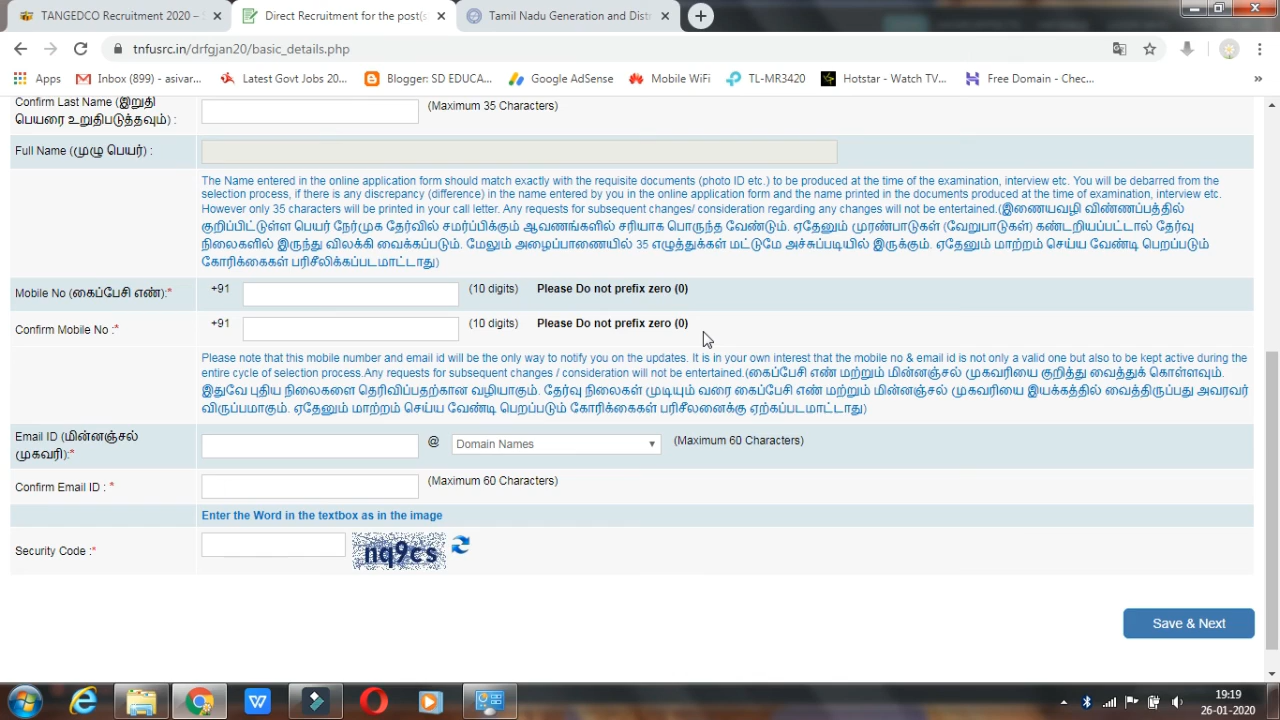 TANGEDCO Recruitment 2020 –
Direct Recruitment for the post(s
Tamil Nadu Generation and Distr
tnfusrc.in/drfgjan20/basic_details.php
Apps
Inbox (899) - asivar...
Latest Govt Jobs 20...
Blogger: SD EDUCA...
Google AdSense
Mobile WiFi
TL-MR3420
Hotstar - Watch TV...
Free Domain - Chec...
»
Confirm Last Name (இறுதி
பெயரை உறுதிபடுத்தவும்) :
(Maximum 35 Characters)
Full Name (முழு பெயர்) :
The Name entered in the online application form should match exactly with the requisite documents (photo ID etc.) to be produced at the time of the examination, interview etc. You will be debarred from the
selection process, if there is any discrepancy (difference) in the name entered by you in the online application form and the name printed in the documents produced at the time of examination, interview etc.
However only 35 characters will be printed in your call letter. Any requests for subsequent changes/ consideration regarding any changes will not be entertained.(இணையவழி விண்ணப்பத்தில்
குறிப்பிட்டுள்ள பெயர் நேர்முக தேர்வில் சமர்ப்பிக்கும் ஆவணங்களில் சரியாக பொருந்த வேண்டும். ஏதேனும் முரண்பாடுகள் (வேறுபாடுகள்) கண்டறியப்பட்டால் தேர்வு
நிலைகளில் இருந்து விலக்கி வைக்கப்படும். மேலும் அழைப்பாணையில் 35 எழுத்துக்கள் மட்டுமே அச்சுப்படியில் இருக்கும். ஏதேனும் மாற்றம் செய்ய வேண்டி பெறப்படும்
கோரிக்கைகள் பரிசீலிக்கப்படமாட்டாது)
Mobile No (கைப்பேசி எண்):*
+91
(10 digits)
Please Do not prefix zero (0)
Confirm Mobile No :*
+91
(10 digits)
Please Do not prefix zero (0)
Please note that this mobile number and email id will be the only way to notify you on the updates. It is in your own interest that the mobile no & email id is not only a valid one but also to be kept active during the
entire cycle of selection process.Any requests for subsequent changes / consideration will not be entertained.(கைப்பேசி எண் மற்றும் மின்னஞ்சல் முகவரியை குறித்து வைத்துக் கொள்ளவும்.
இதுவே புதிய நிலைகளை தெரிவிப்பதற்கான வழியாகும். தேர்வு நிலைகள் முடியும் வரை கைப்பேசி எண் மற்றும் மின்னஞ்சல் முகவரியை இயக்கத்தில் வைத்திருப்பது அவரவர்
விருப்பமாகும். ஏதேனும் மாற்றம் செய்ய வேண்டி பெறப்படும் கோரிக்கைகள் பரிசீலனைக்கு ஏற்கப்படமாட்டாது)
Email ID (மின்னஞ்சல்
முகவரி):*
@
Domain Names
(Maximum 60 Characters)
Confirm Email ID : *
(Maximum 60 Characters)
Enter the Word in the textbox as in the image
Security Code :*
nq9cs
Save & Next
19:19
26-01-2020